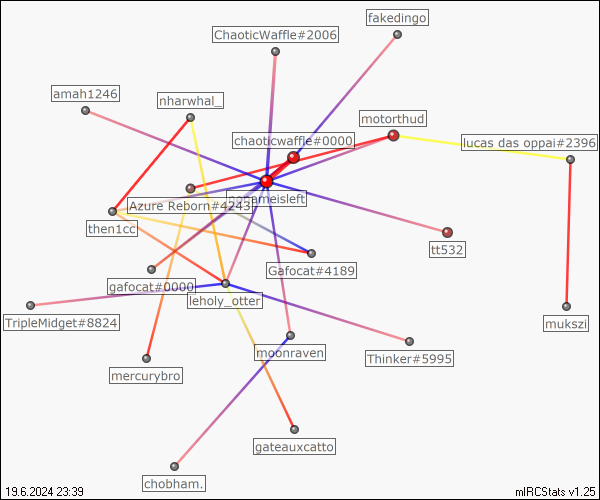 fakedingo
ChaoticWaffle#2006
amah1246
nharwhal_
motorthud
chaoticwaffle#0000
lucas das oppai#2396
Azure Reborn#4243
then1cc
tt532
Gafocat#4189
gafocat#0000
leholy_otter
TripleMidget#8824
mukszi
moonraven
Thinker#5995
mercurybro
gateauxcatto
chobham.
19.6.2024 23:39
mIRCStats v1.25